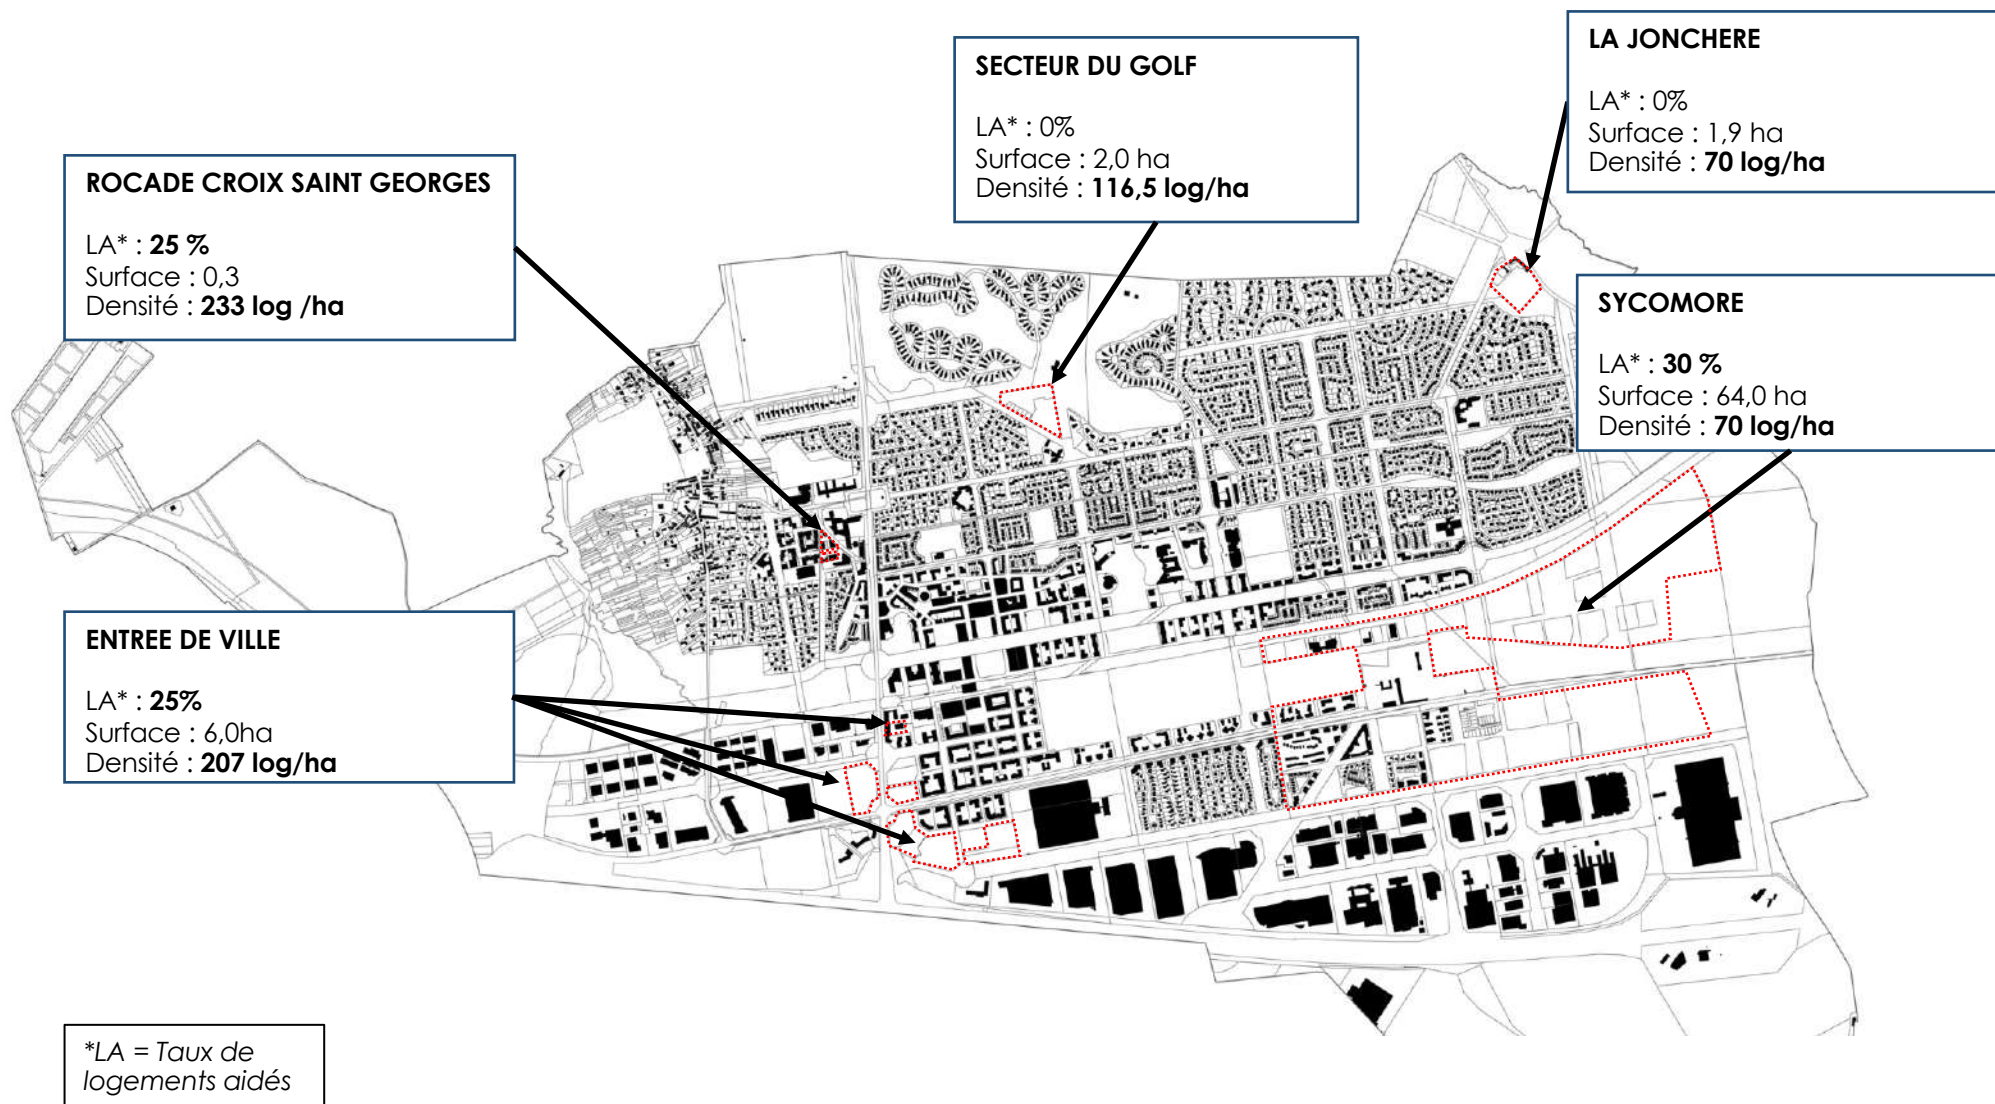 SECTEUR DU GOLF
LA* : 0%
Surface : 2,0 ha
Densité : 116,5 log/ha
LA JONCHERE
LA* : 0%
Surface : 1,9 ha
Densité : 70 log/ha
ROCADE CROIX SAINT GEORGES
LA* : 25 %
Surface : 0,3
Densité : 233 log /ha
SYCOMORE
LA* : 30 %
Surface : 64,0 ha
Densité : 70 log/ha
ENTREE DE VILLE
LA* : 25%
Surface : 6,0ha
Densité : 207 log/ha
*LA = Taux de
logements aidés